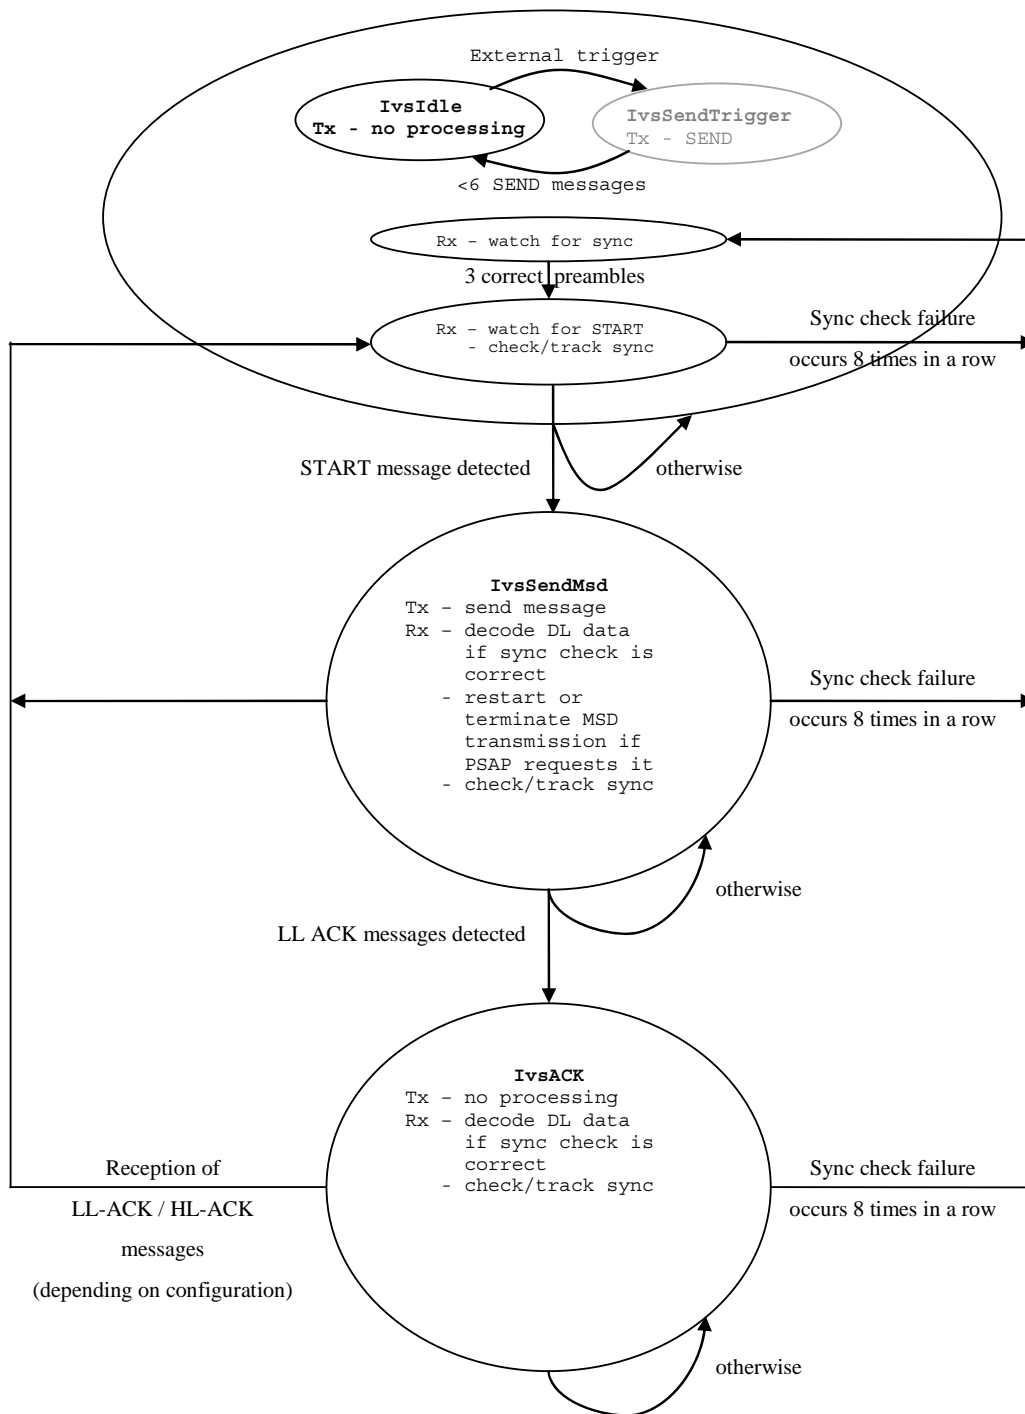 External trigger
IvsIdle
Tx - no processing
IvsSendTrigger
Tx - SEND
<6 SEND messages
Rx – watch for sync
3 correct preambles
Rx – watch for START
- check/track sync
Sync check failure
occurs 8 times in a row
START message detected
otherwise
IvsSendMsd
Tx – send message
Rx – decode DL data
if sync check is
correct
- restart or
terminate MSD
transmission if
PSAP requests it
- check/track sync
Sync check failure
occurs 8 times in a row
otherwise
LL ACK messages detected
IvsACK
Tx – no processing
Rx – decode DL data
if sync check is
correct
- check/track sync
Reception of
LL-ACK / HL-ACK
messages
(depending on configuration)
Sync check failure
occurs 8 times in a row
otherwise